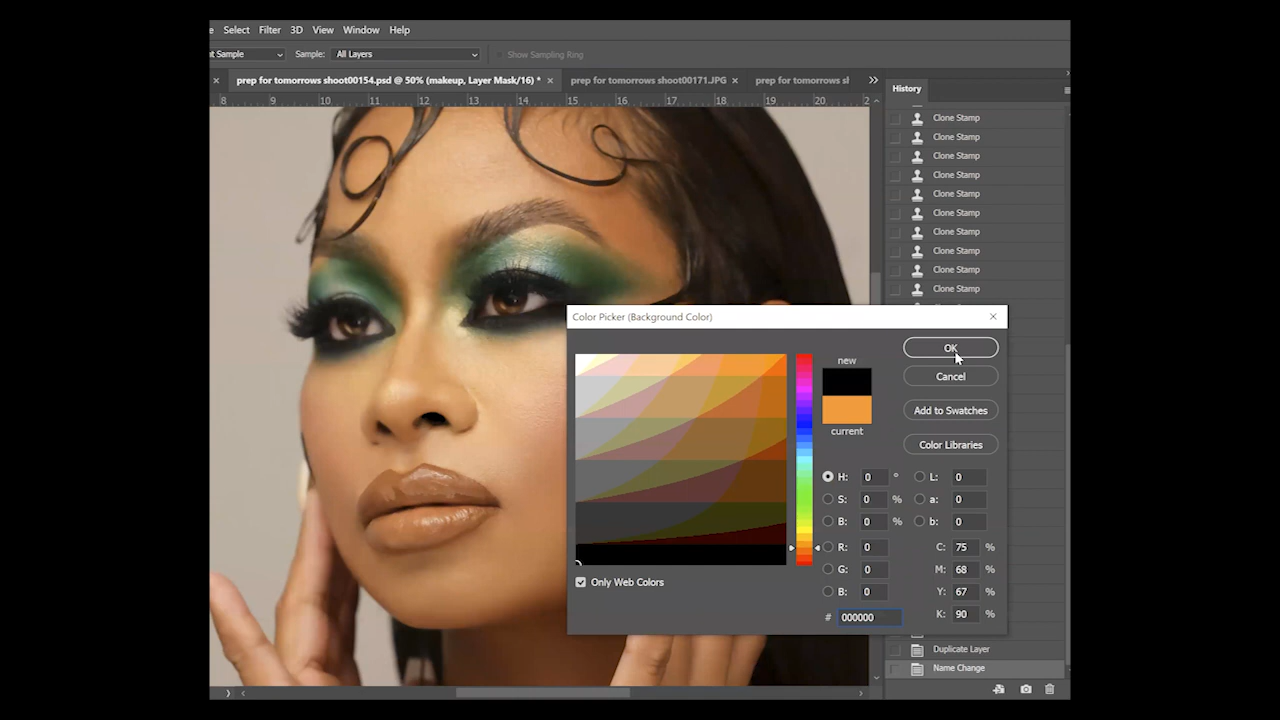 e Select Filter 3D View Window Help
nt Sample Sample: All Layers Show Sampling Ring
prep for tomorrows shoot00154.psd @ 50% (makeup, Layer Mask/16) * × prep for tomorrows shoot00171.JPG × prep for tomorrows sl
8 9 10 11 12 13 14 15 16 17 18 19 20 2
History
Clone Stamp
Clone Stamp
Clone Stamp
Clone Stamp
Clone Stamp
Clone Stamp
Clone Stamp
Clone Stamp
Clone Stamp
Clone Stamp
Color Picker (Background Color)
new
current
OK
Cancel
Add to Swatches
Color Libraries
H: 0 ° L: 0
S: 0 % a: 0
B: 0 % b: 0
R: 0 C: 75 %
G: 0 M: 68 %
B: 0 Y: 67 %
# 000000 K: 90 %
Only Web Colors
Duplicate Layer
Name Change